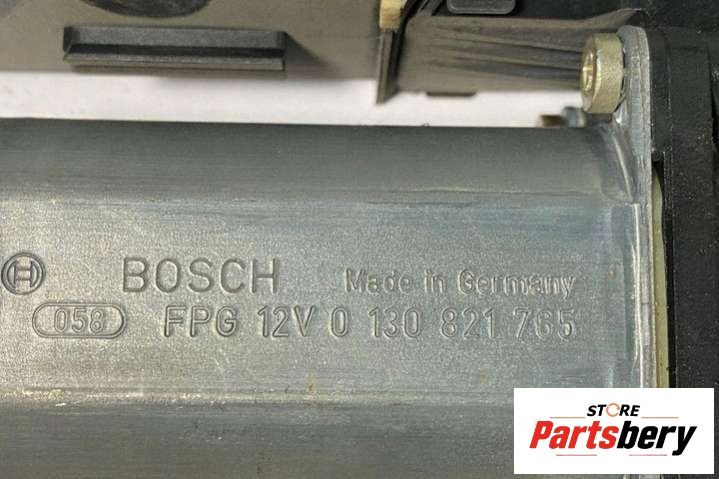 BOSCH Made in Germany
058 FPG 12V 0 130 821 765
STORE
Partsbery